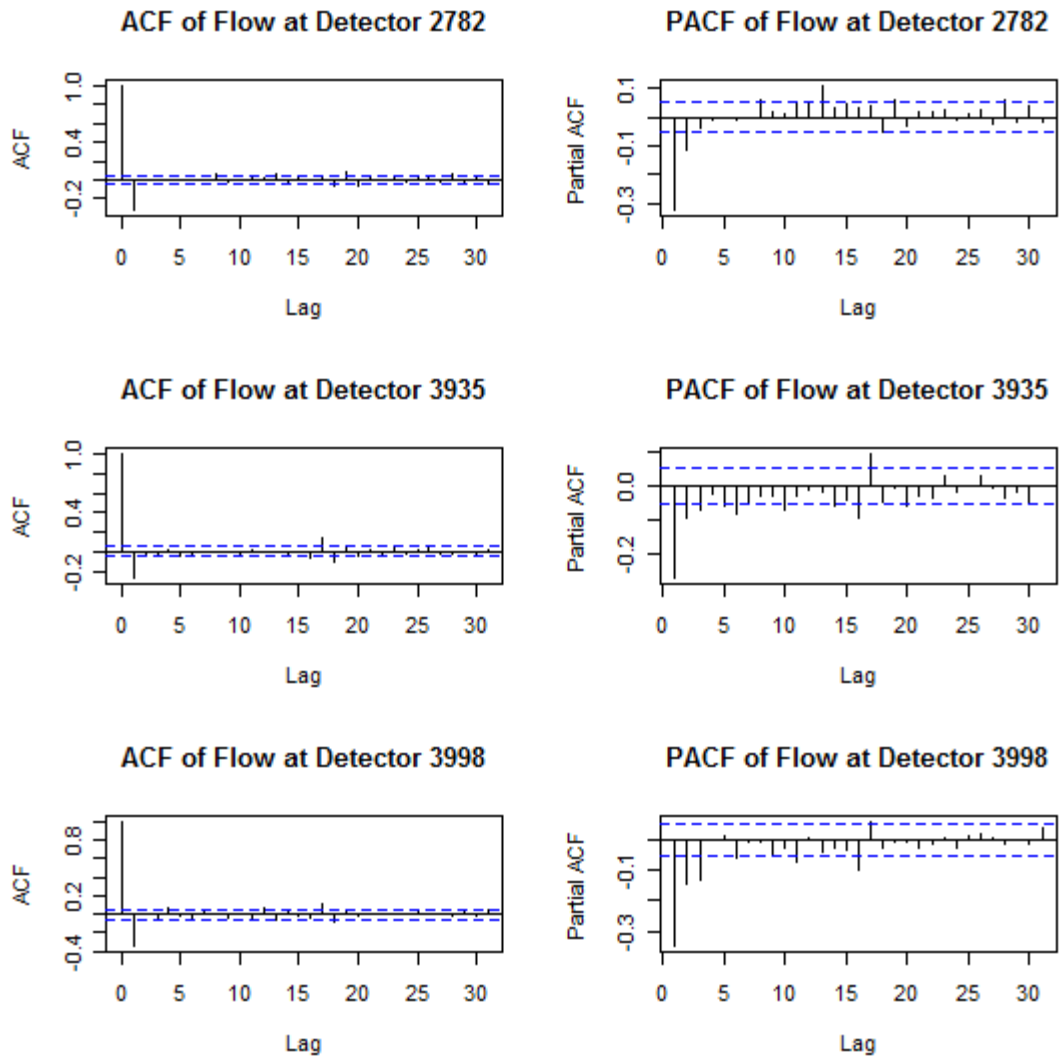 ACF of Flow at Detector 2782
ACF
1.0
0.4
-0.2
0 5 10 15 20 25 30
Lag
PACF of Flow at Detector 2782
Partial ACF
0.1
-0.1
-0.3
0 5 10 15 20 25 30
Lag
ACF of Flow at Detector 3935
ACF
1.0
0.4
-0.2
0 5 10 15 20 25 30
Lag
PACF of Flow at Detector 3935
Partial ACF
0.0
-0.2
0 5 10 15 20 25 30
Lag
ACF of Flow at Detector 3998
ACF
0.8
0.2
-0.4
0 5 10 15 20 25 30
Lag
PACF of Flow at Detector 3998
Partial ACF
-0.1
-0.3
0 5 10 15 20 25 30
Lag